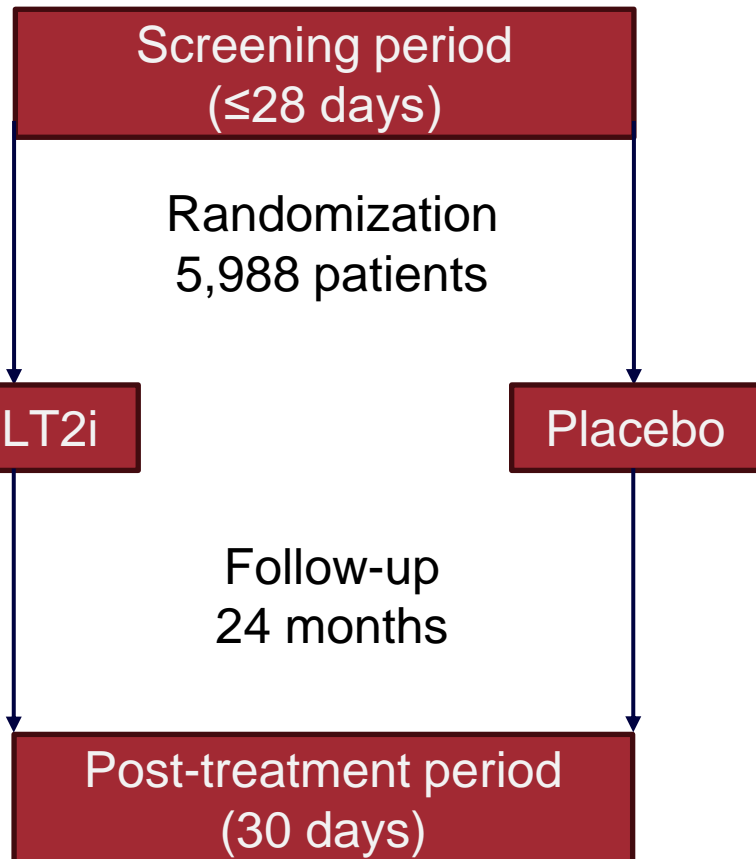 Screening period
(≤28 days)
Randomization
5,988 patients
LT2i
Placebo
Follow-up
24 months
Post-treatment period
(30 days)